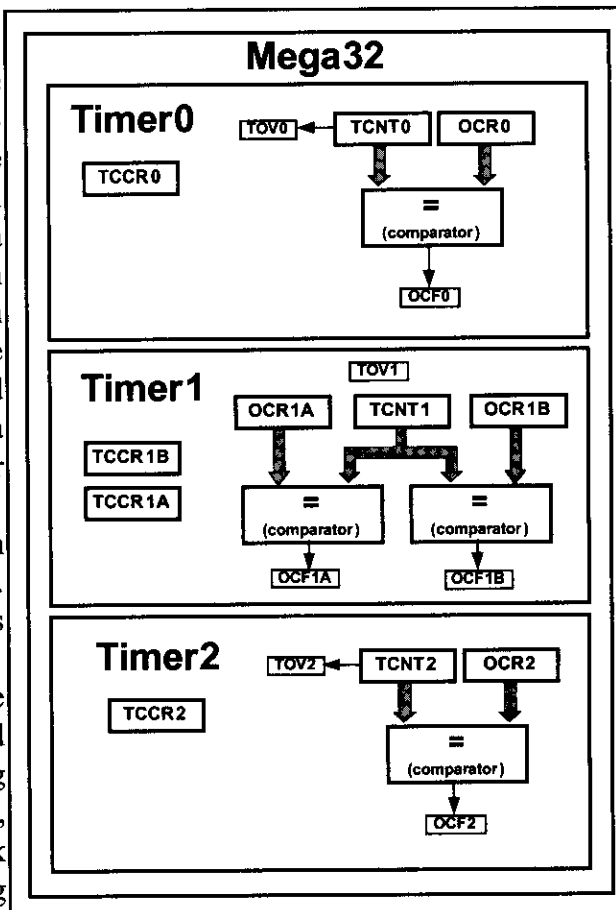 Mega32
Timer0
TOV0
TCNT0
OCR0
TCCR0
=
(comparator)
OCF0
Timer1
TOV1
OCR1A
TCNT1
OCR1B
TCCR1B
TCCR1A
=
(comparator)
=
(comparator)
OCF1A
OCF1B
Timer2
TOV2
TCNT2
OCR2
TCCR2
=
(comparator)
OCF2